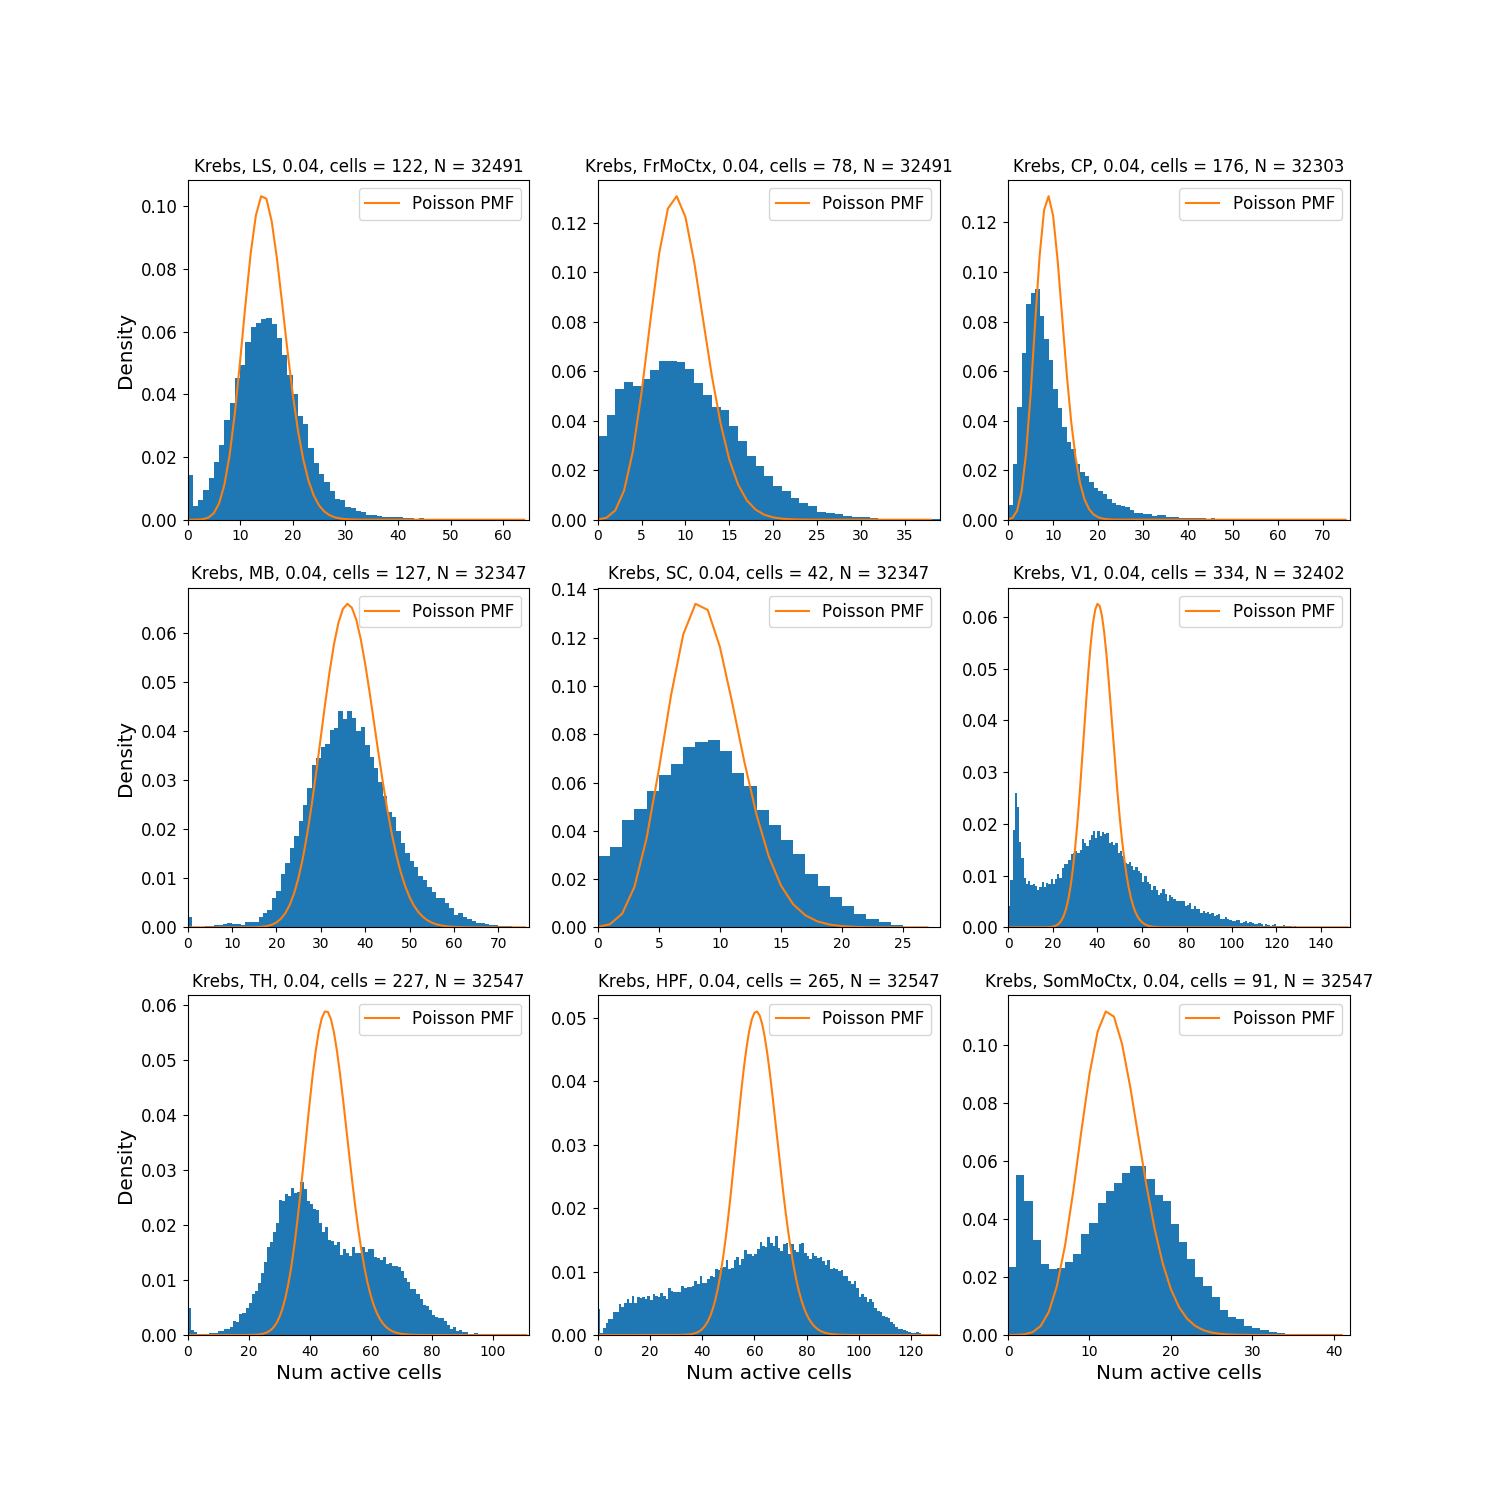 Krebs, LS, 0.04, cells = 122, N = 32491
Krebs, FrMoCtx, 0.04, cells = 78, N = 32491
Krebs, CP, 0.04, cells = 176, N = 32303
Poisson PMF
Poisson PMF
Poisson PMF
Density
0.10
0.08
0.06
0.04
0.02
0.00
0 10 20 30 40 50 60
0.12
0.10
0.08
0.06
0.04
0.02
0.00
0 5 10 15 20 25 30 35
0.12
0.10
0.08
0.06
0.04
0.02
0.00
0 10 20 30 40 50 60 70
Krebs, MB, 0.04, cells = 127, N = 32347
Krebs, SC, 0.04, cells = 42, N = 32347
Krebs, V1, 0.04, cells = 334, N = 32402
Poisson PMF
Poisson PMF
Poisson PMF
Density
0.06
0.05
0.04
0.03
0.02
0.01
0.00
0 10 20 30 40 50 60 70
0.14
0.12
0.10
0.08
0.06
0.04
0.02
0.00
0 5 10 15 20 25
0.06
0.05
0.04
0.03
0.02
0.01
0.00
0 20 40 60 80 100 120 140
Krebs, TH, 0.04, cells = 227, N = 32547
Krebs, HPF, 0.04, cells = 265, N = 32547
Krebs, SomMoCtx, 0.04, cells = 91, N = 32547
Poisson PMF
Poisson PMF
Poisson PMF
Density
0.06
0.05
0.04
0.03
0.02
0.01
0.00
0 20 40 60 80 100
Num active cells
0.05
0.04
0.03
0.02
0.01
0.00
0 20 40 60 80 100 120
Num active cells
0.10
0.08
0.06
0.04
0.02
0.00
0 10 20 30 40
Num active cells